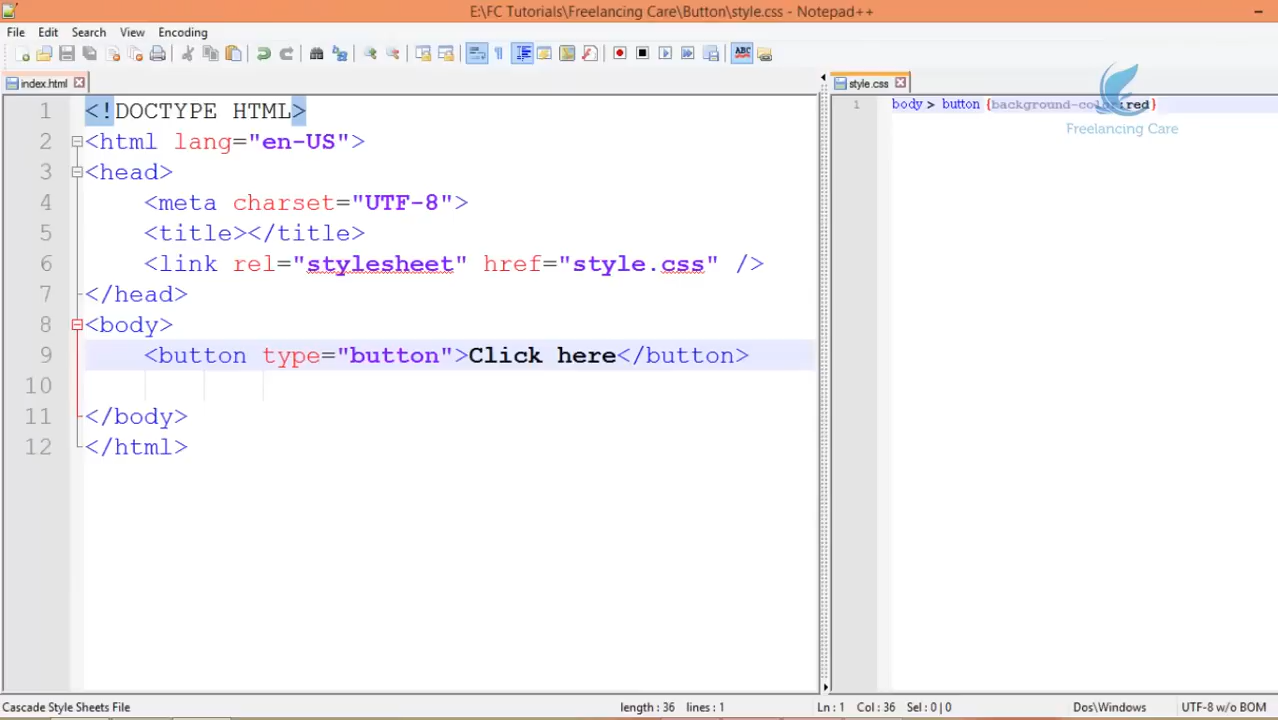 E:\FC Tutorials\Freelancing Care\Button\style.css - Notepad++
File Edit Search View Encoding
ABC
index.html
style.css
1 <!DOCTYPE HTML>
2 <html lang="en-US">
3 <head>
4 <meta charset="UTF-8">
5 <title></title>
6 <link rel="stylesheet" href="style.css" />
7 </head>
8 <body>
9 <button type="button">Click here</button>
10
11 </body>
12 </html>
1 body > button {background-color:red}
Freelancing Care
Cascade Style Sheets File length : 36 lines : 1 Ln : 1 Col : 36 Sel : 0 | 0 Dos\Windows UTF-8 w/o BOM